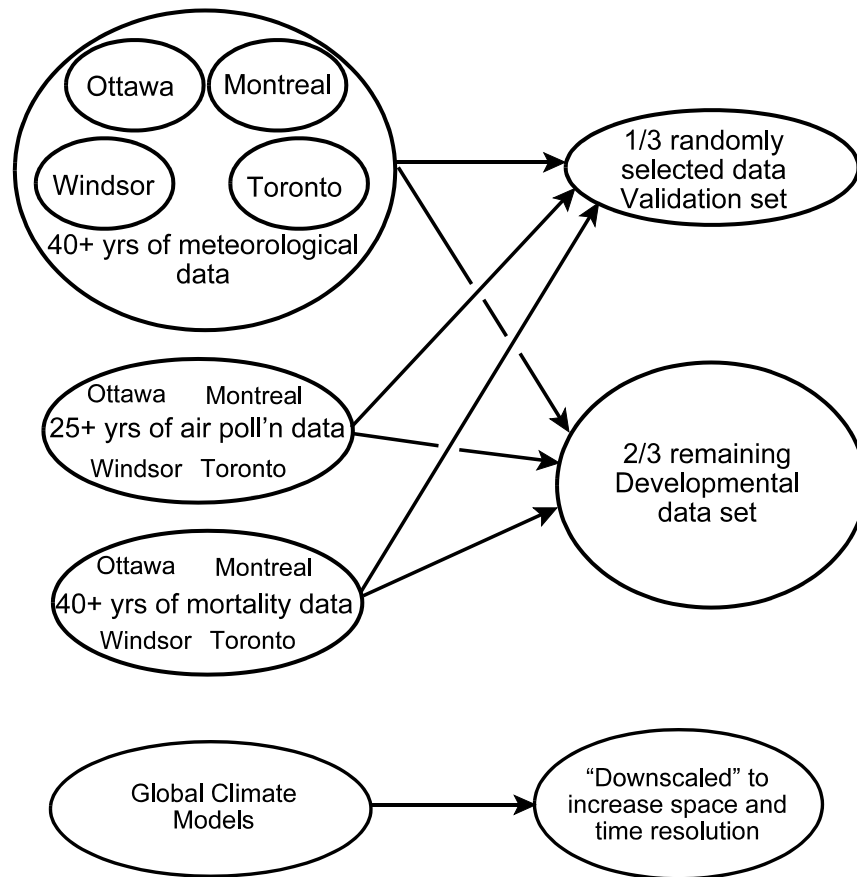 Ottawa
Montreal
Windsor
Toronto
40+ yrs of meteorological
data
1/3 randomly
selected data
Validation set
Ottawa Montreal
25+ yrs of air poll’n data
Windsor Toronto
2/3 remaining
Developmental
data set
Ottawa Montreal
40+ yrs of mortality data
Windsor Toronto
Global Climate
Models
“Downscaled” to
increase space and
time resolution